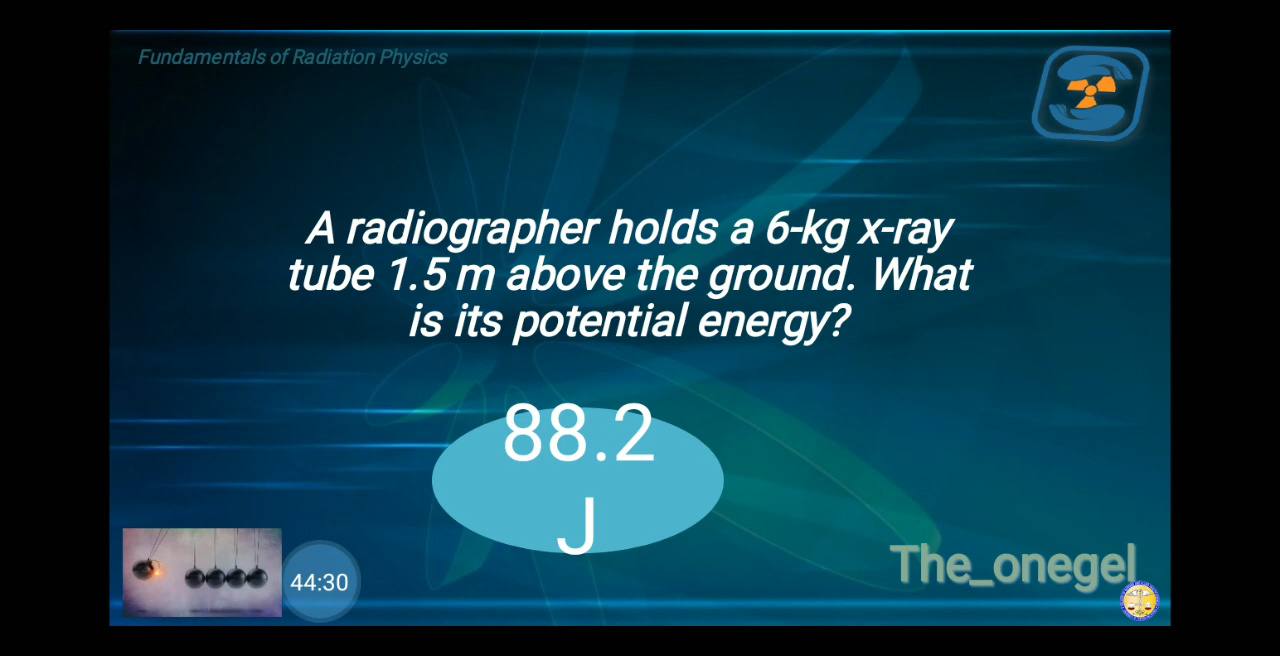 Fundamentals of Radiation Physics
A radiographer holds a 6-kg x-ray
tube 1.5 m above the ground. What
is its potential energy?
88.2
J
44:30
The_onegel